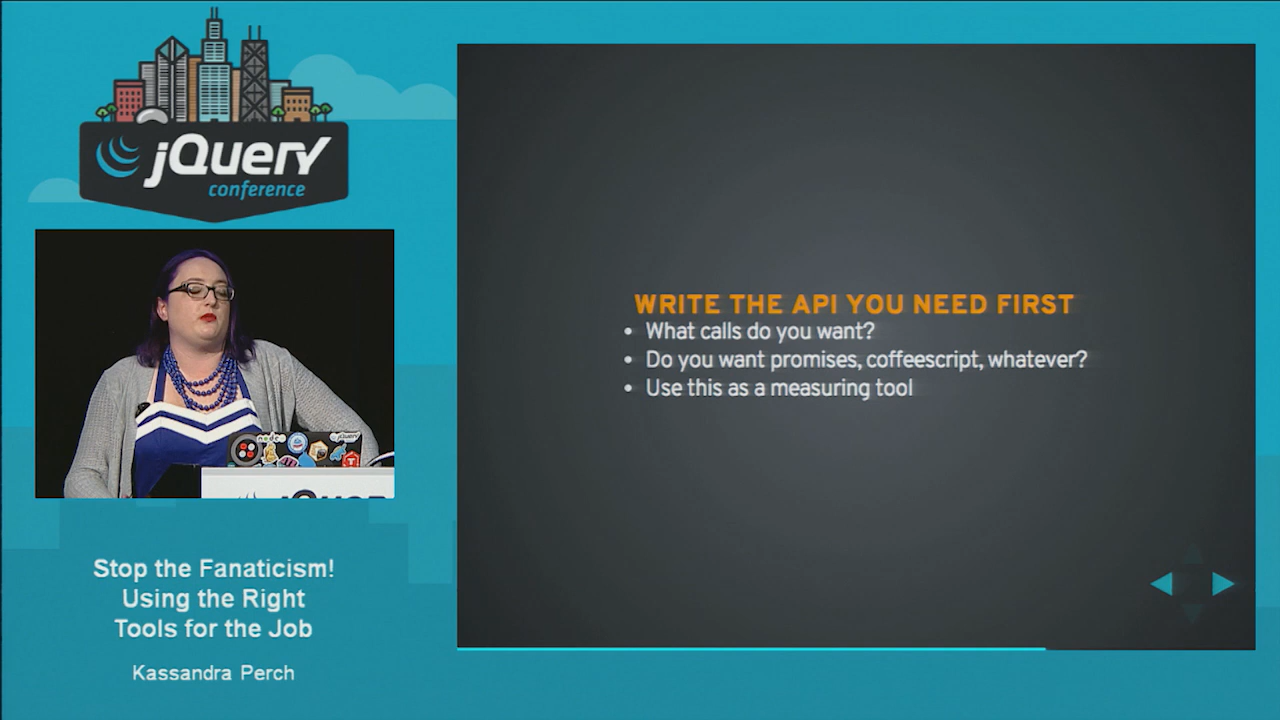 jQuery
conference
WRITE THE API YOU NEED FIRST
• What calls do you want?
• Do you want promises, coffeescript, whatever?
• Use this as a measuring tool
jQuery
Stop the Fanaticism!
Using the Right
Tools for the Job
Kassandra Perch